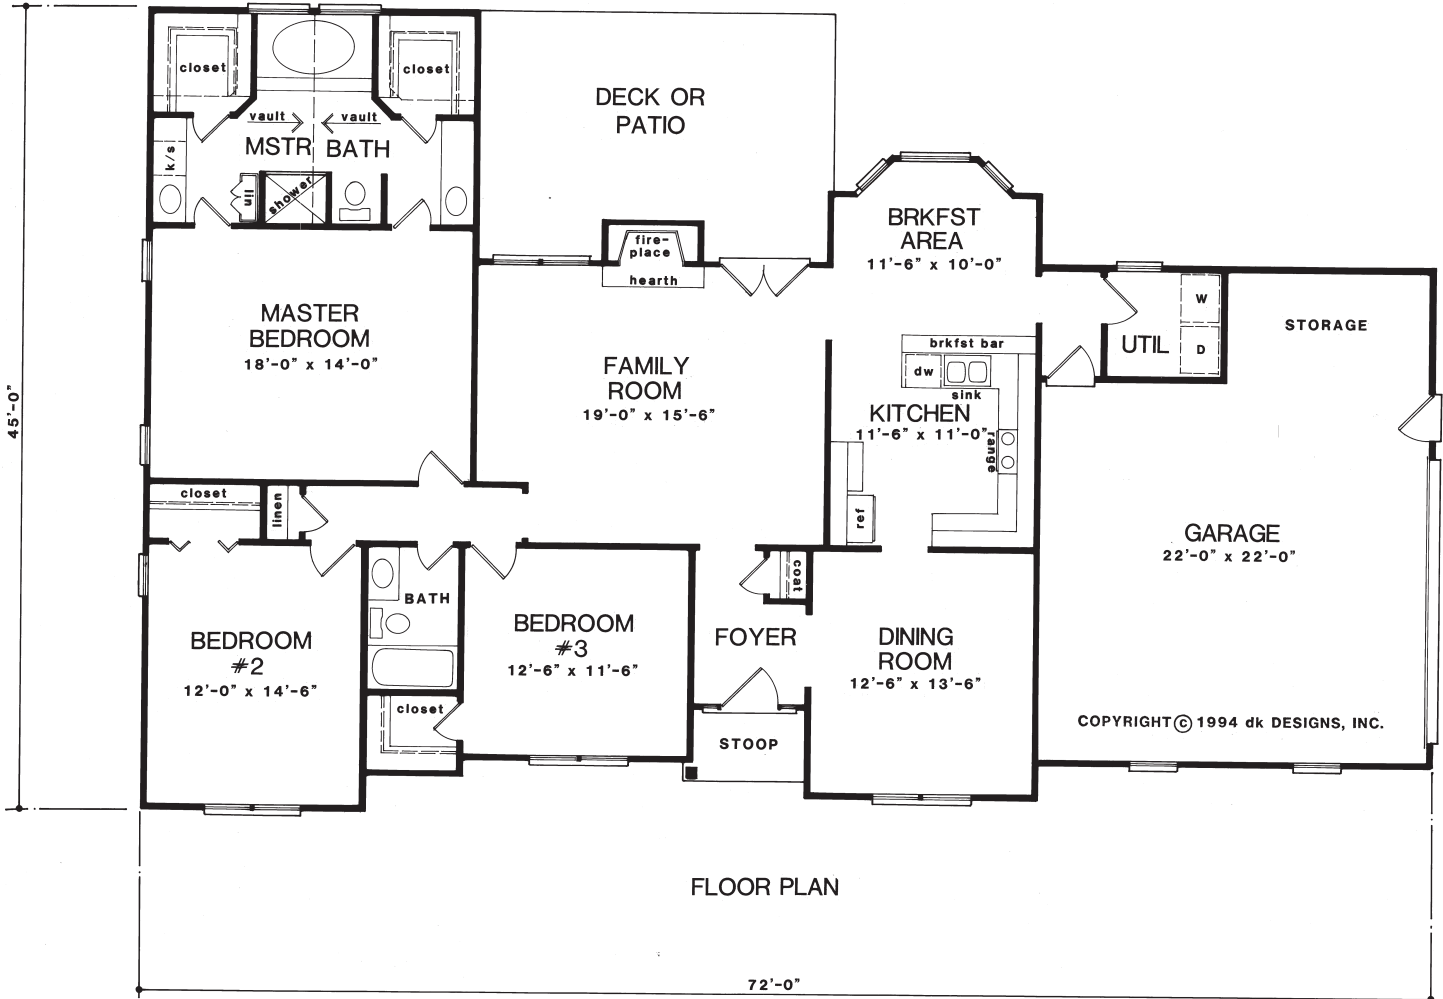 closet
closet
DECK OR
PATIO
vault
vault
MSTR BATH
k/s
lin
shower
BRKFST
AREA
11'-6" x 10'-0"
fire-
place
hearth
W
D
UTIL
STORAGE
MASTER
BEDROOM
18'-0" x 14'-0"
brkfst bar
dw
sink
FAMILY
ROOM
19'-0" x 15'-6"
KITCHEN
11'-6" x 11'-0"
range
ref
45'-0"
closet
linen
GARAGE
22'-0" x 22'-0"
coat
BATH
BEDROOM
#2
12'-0" x 14'-6"
BEDROOM
#3
12'-6" x 11'-6"
FOYER
DINING
ROOM
12'-6" x 13'-6"
closet
STOOP
COPYRIGHT © 1994 dk DESIGNS, INC.
FLOOR PLAN
72'-0"